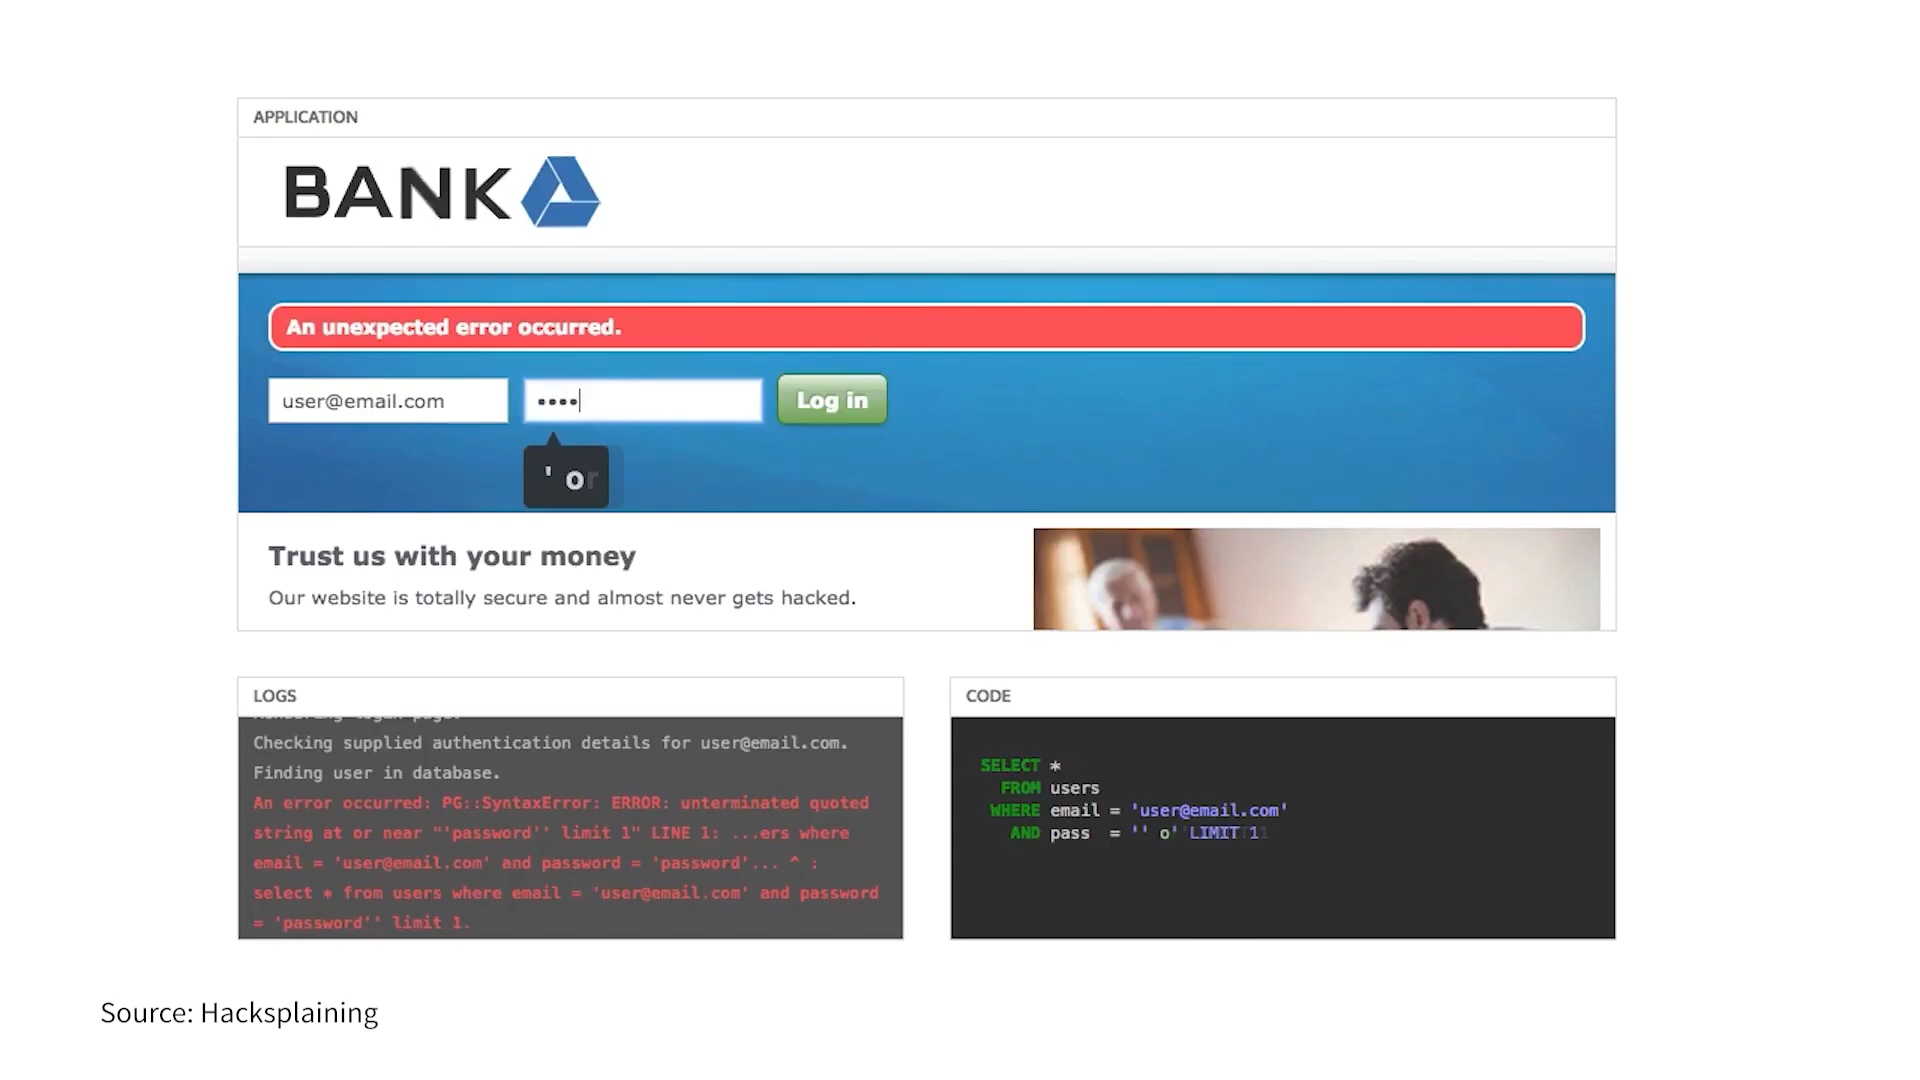 APPLICATION
BANK
An unexpected error occurred.
user@email.com
Log in
' or
Trust us with your money
Our website is totally secure and almost never gets hacked.
LOGS
Checking supplied authentication details for user@email.com.
Finding user in database.
An error occurred: PG::SyntaxError: ERROR: unterminated quoted
string at or near "'password'' limit 1" LINE 1: ...ers where
email = 'user@email.com' and password = 'password'... ^ :
select * from users where email = 'user@email.com' and password
= 'password'' limit 1.
CODE
SELECT *
FROM users
WHERE email = 'user@email.com'
AND pass = '' o' LIMIT 1
Source: Hacksplaining